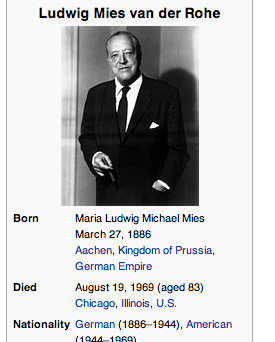 Ludwig Mies van der Rohe
Born Maria Ludwig Michael Mies
March 27, 1886
Aachen, Kingdom of Prussia,
German Empire
Died August 19, 1969 (aged 83)
Chicago, Illinois, U.S.
Nationality German (1886–1944), American
(1944–1969)